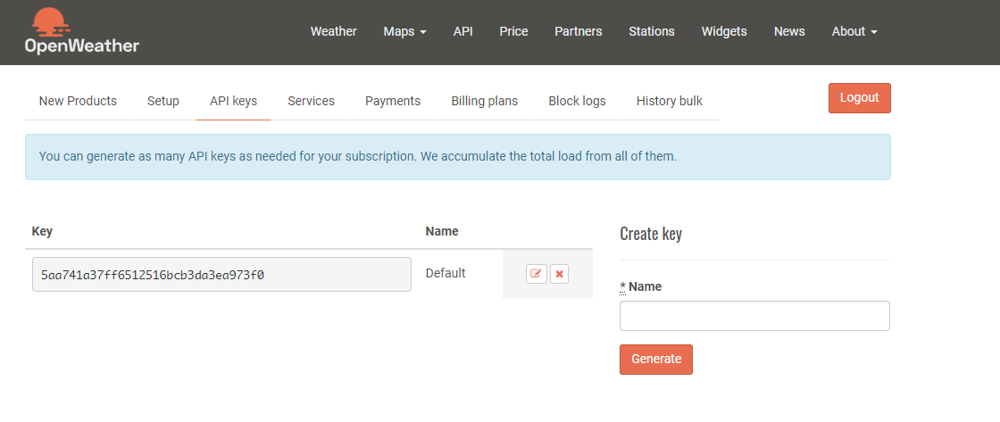 OpenWeather
Weather Maps API Price Partners Stations Widgets News About
New Products Setup API keys Services Payments Billing plans Block logs History bulk Logout
You can generate as many API keys as needed for your subscription. We accumulate the total load from all of them.
Key Name
5aa741a37ff6512516bcb3da3ea973f0 Default
Create key
* Name
Generate